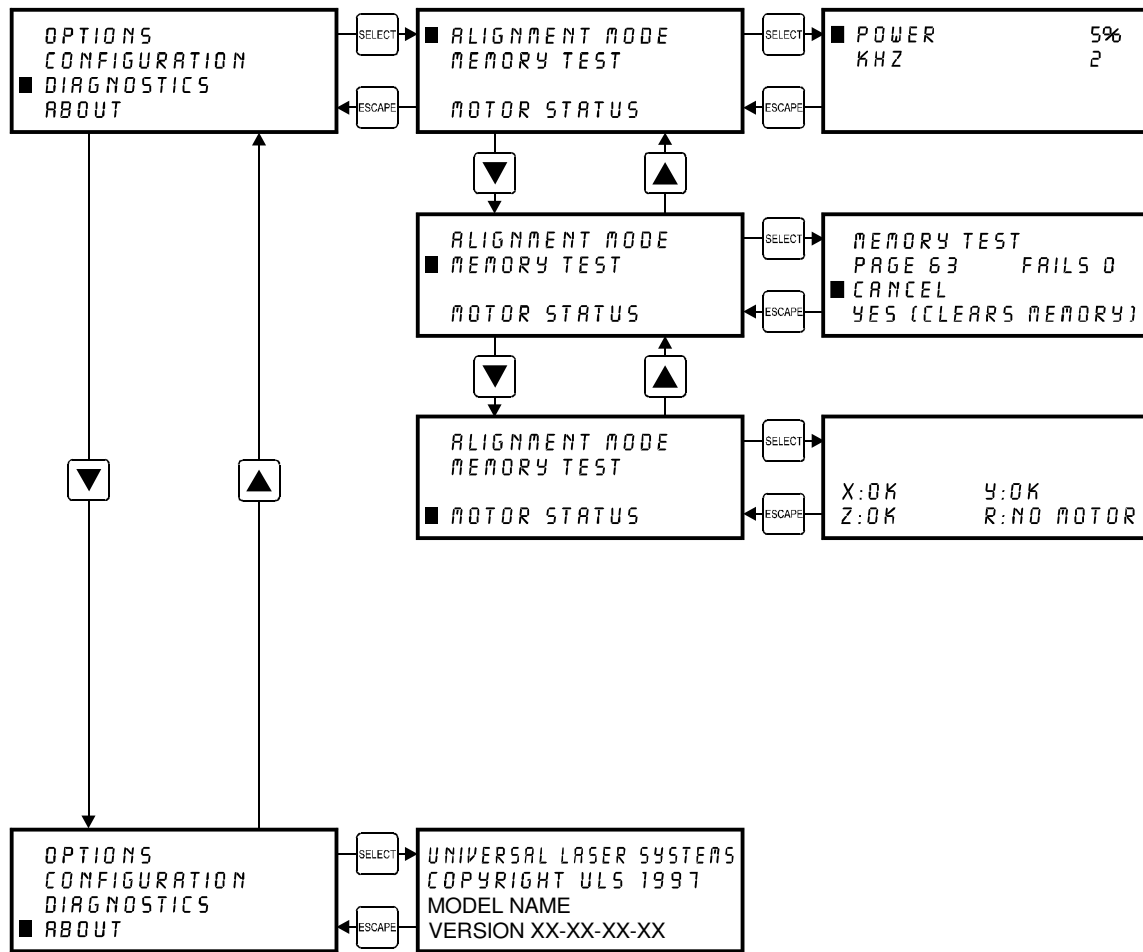 OPTIONS
CONFIGURATION
DIAGNOSTICS
ABOUT
SELECT
ESCAPE
ALIGNMENT MODE
MEMORY TEST
MOTOR STATUS
SELECT
ESCAPE
POWER 5%
KHZ 2
ALIGNMENT MODE
MEMORY TEST
MOTOR STATUS
SELECT
ESCAPE
MEMORY TEST
PAGE 63 FAILS 0
CANCEL
YES (CLEARS MEMORY)
ALIGNMENT MODE
MEMORY TEST
MOTOR STATUS
SELECT
ESCAPE
X:OK Y:OK
Z:OK R:NO MOTOR
OPTIONS
CONFIGURATION
DIAGNOSTICS
ABOUT
SELECT
ESCAPE
UNIVERSAL LASER SYSTEMS
COPYRIGHT ULS 1997
MODEL NAME
VERSION XX-XX-XX-XX